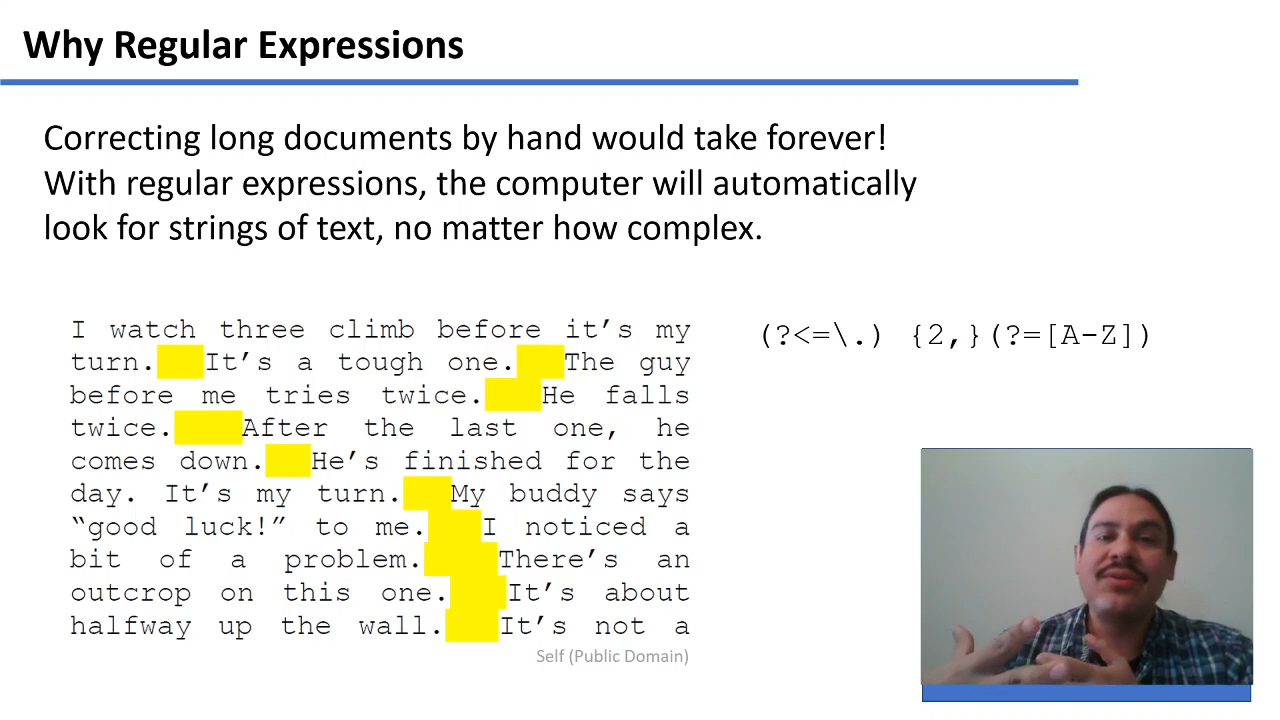 Why Regular Expressions
Correcting long documents by hand would take forever!
With regular expressions, the computer will automatically
look for strings of text, no matter how complex.
I watch three climb before it’s my
turn. It’s a tough one. The guy
before me tries twice. He falls
twice. After the last one, he
comes down. He’s finished for the
day. It’s my turn. My buddy says
“good luck!” to me. I noticed a
bit of a problem. There’s an
outcrop on this one. It’s about
halfway up the wall. It’s not a
Self (Public Domain)
(?<=\.) {2,}(?=[A-Z])